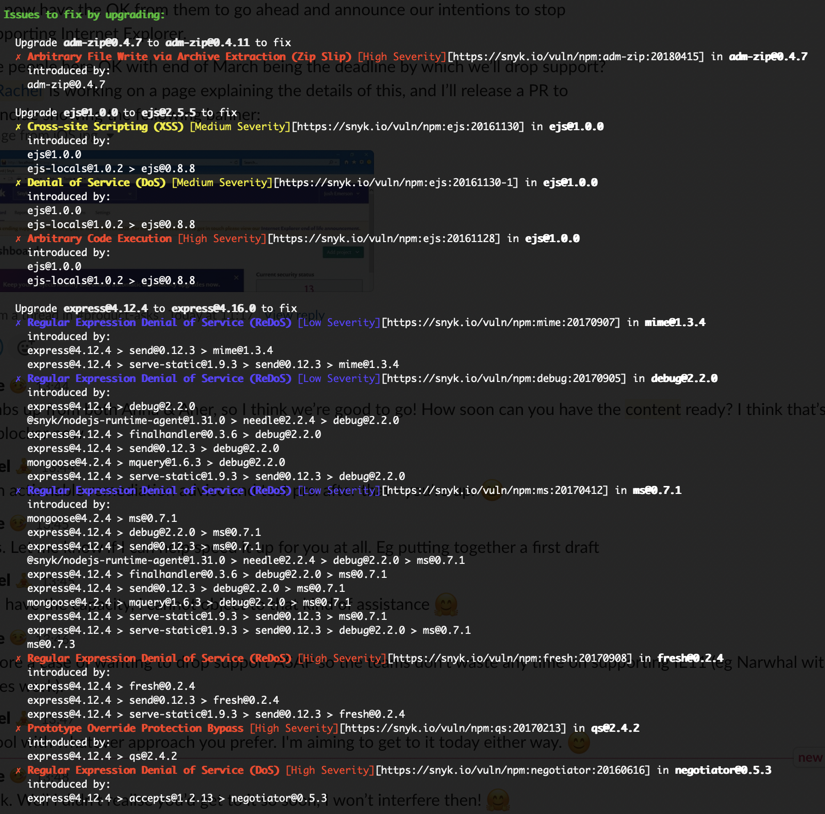 Issues to fix by upgrading:
Upgrade adm-zip@0.4.7 to adm-zip@0.4.11 to fix
✗ Arbitrary File Write via Archive Extraction (Zip Slip) [High Severity][https://snyk.io/vuln/npm:adm-zip:20180415] in adm-zip@0.4.7
introduced by:
adm-zip@0.4.7
Upgrade ejs@1.0.0 to ejs@2.5.5 to fix
✗ Cross-site Scripting (XSS) [Medium Severity][https://snyk.io/vuln/npm:ejs:20161130] in ejs@1.0.0
introduced by:
ejs@1.0.0
ejs-locals@1.0.2 > ejs@0.8.8
✗ Denial of Service (DoS) [Medium Severity][https://snyk.io/vuln/npm:ejs:20161130-1] in ejs@1.0.0
introduced by:
ejs@1.0.0
ejs-locals@1.0.2 > ejs@0.8.8
✗ Arbitrary Code Execution [High Severity][https://snyk.io/vuln/npm:ejs:20161128] in ejs@1.0.0
introduced by:
ejs@1.0.0
ejs-locals@1.0.2 > ejs@0.8.8
Upgrade express@4.12.4 to express@4.16.0 to fix
✗ Regular Expression Denial of Service (ReDoS) [Low Severity][https://snyk.io/vuln/npm:mime:20170907] in mime@1.3.4
introduced by:
express@4.12.4 > send@0.12.3 > mime@1.3.4
express@4.12.4 > serve-static@1.9.3 > send@0.12.3 > mime@1.3.4
✗ Regular Expression Denial of Service (ReDoS) [Low Severity][https://snyk.io/vuln/npm:debug:20170905] in debug@2.2.0
introduced by:
express@4.12.4 > debug@2.2.0
@snyk/nodejs-runtime-agent@1.31.0 > needle@2.2.4 > debug@2.2.0
express@4.12.4 > finalhandler@0.3.6 > debug@2.2.0
express@4.12.4 > send@0.12.3 > debug@2.2.0
mongoose@4.2.4 > mquery@1.6.3 > debug@2.2.0
express@4.12.4 > serve-static@1.9.3 > send@0.12.3 > debug@2.2.0
✗ Regular Expression Denial of Service (ReDoS) [Low Severity][https://snyk.io/vuln/npm:ms:20170412] in ms@0.7.1
introduced by:
mongoose@4.2.4 > ms@0.7.1
express@4.12.4 > debug@2.2.0 > ms@0.7.1
express@4.12.4 > send@0.12.3 > ms@0.7.1
@snyk/nodejs-runtime-agent@1.31.0 > needle@2.2.4 > debug@2.2.0 > ms@0.7.1
express@4.12.4 > finalhandler@0.3.6 > debug@2.2.0 > ms@0.7.1
express@4.12.4 > send@0.12.3 > debug@2.2.0 > ms@0.7.1
mongoose@4.2.4 > mquery@1.6.3 > debug@2.2.0 > ms@0.7.1
express@4.12.4 > serve-static@1.9.3 > send@0.12.3 > ms@0.7.1
express@4.12.4 > serve-static@1.9.3 > send@0.12.3 > debug@2.2.0 > ms@0.7.1
ms@0.7.3
✗ Regular Expression Denial of Service (ReDoS) [High Severity][https://snyk.io/vuln/npm:fresh:20170908] in fresh@0.2.4
introduced by:
express@4.12.4 > fresh@0.2.4
express@4.12.4 > send@0.12.3 > fresh@0.2.4
express@4.12.4 > serve-static@1.9.3 > send@0.12.3 > fresh@0.2.4
✗ Prototype Override Protection Bypass [High Severity][https://snyk.io/vuln/npm:qs:20170213] in qs@2.4.2
introduced by:
express@4.12.4 > qs@2.4.2
✗ Regular Expression Denial of Service (DoS) [High Severity][https://snyk.io/vuln/npm:negotiator:20160616] in negotiator@0.5.3
introduced by:
express@4.12.4 > accepts@1.2.13 > negotiator@0.5.3
new